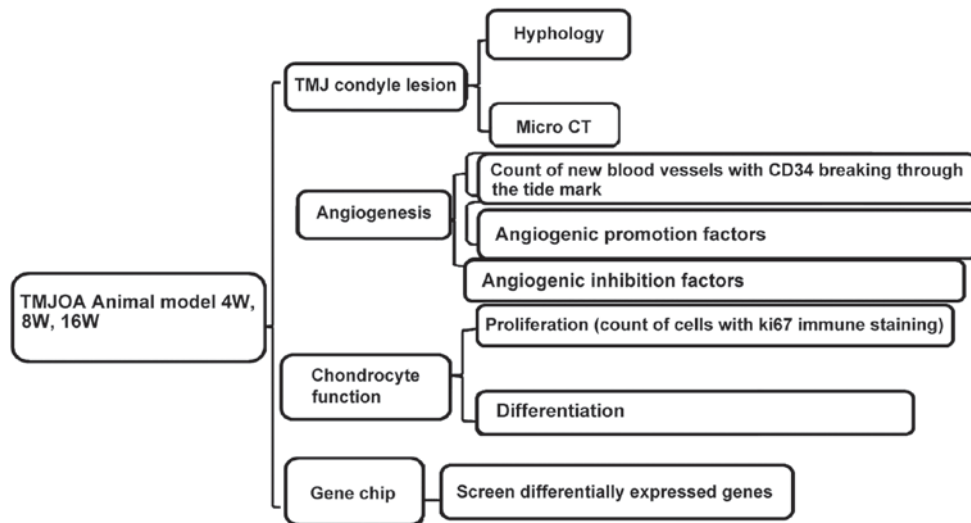 Hyphology
TMJ condyle lesion
Micro CT
Count of new blood vessels with CD34 breaking through
the tide mark
Angiogenesis
Angiogenic promotion factors
Angiogenic inhibition factors
TMJOA Animal model 4W,
8W, 16W
Proliferation (count of cells with ki67 immune staining)
Chondrocyte
function
Differentiation
Gene chip
Screen differentially expressed genes